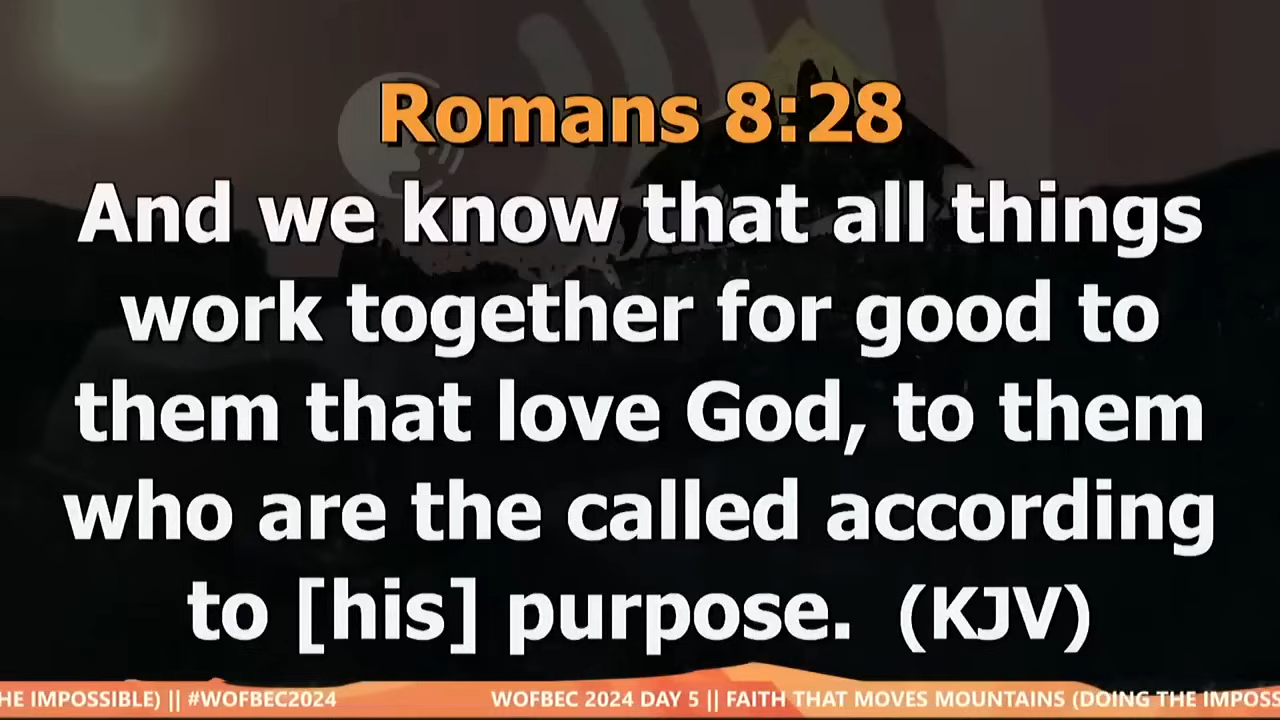 Romans 8:28
And we know that all things
work together for good to
them that love God, to them
who are the called according
to [his] purpose. (KJV)
HE IMPOSSIBLE) || #WOFBEC2024 WOFBEC 2024 DAY 5 || FAITH THAT MOVES MOUNTAINS (DOING THE IMPOSS